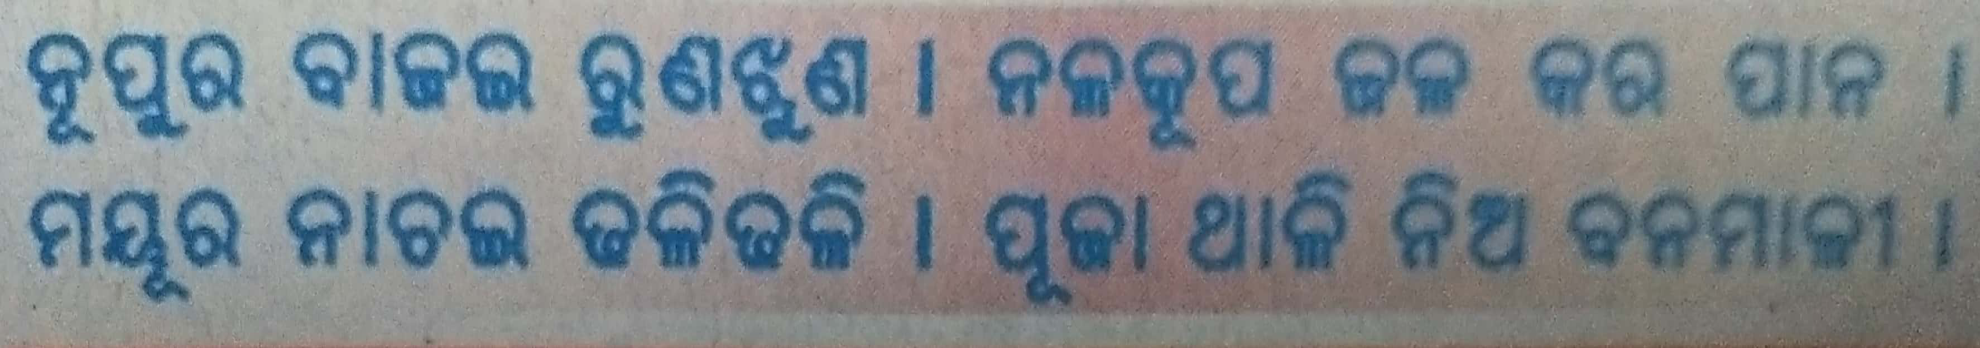 ନୂପୁର ବାଜଇ ରୁଣଝୁଣ । ନଳକୂପ ଜଳ କର ପାନ ।
ମୟୂର ନାଚଇ ଢଳିଢଳି । ପୂଜା ଥାଳି ନିଅ ବନମାଳୀ ।